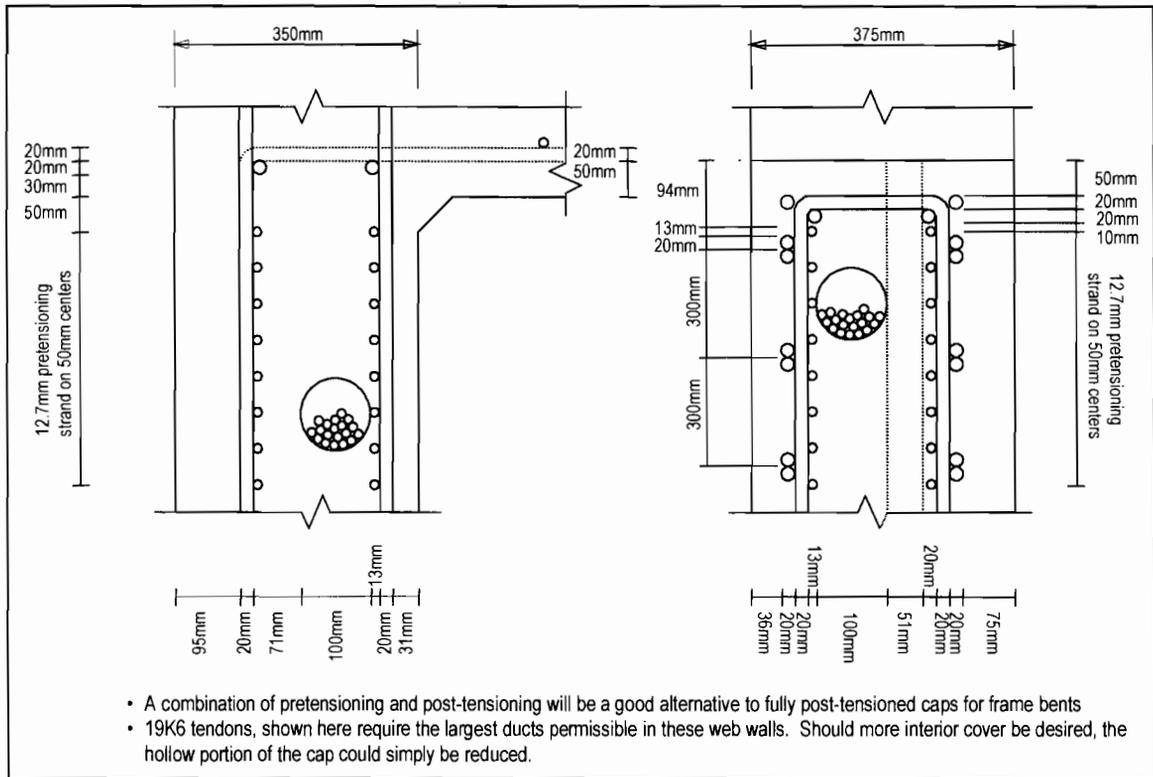 350mm
375mm
20mm
20mm
30mm
50mm
20mm
50mm
12.7mm pretensioning
strand on 50mm centers
94mm
13mm
20mm
300mm
300mm
50mm
20mm
20mm
10mm
12.7mm pretensioning
strand on 50mm centers
95mm
20mm
71mm
100mm
13mm
20mm
31mm
36mm
20mm
20mm
13mm
100mm
51mm
20mm
20mm
20mm
75mm
• A combination of pretensioning and post-tensioning will be a good alternative to fully post-tensioned caps for frame bents
• 19K6 tendons, shown here require the largest ducts permissible in these web walls. Should more interior cover be desired, the
hollow portion of the cap could simply be reduced.